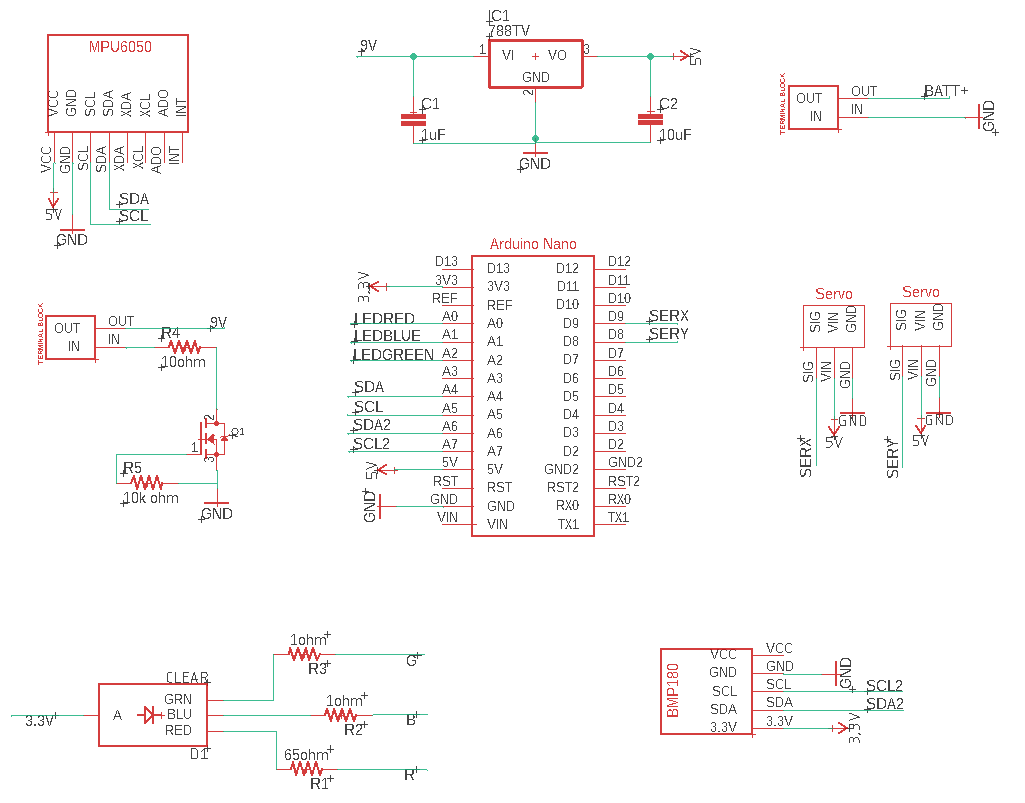 MPU6050
VCC
GND
SCL
SDA
XDA
XCL
ADO
INT
VCC
GND
SCL
SDA
XDA
XCL
ADO
INT
SDA
SCL
5V
GND
IC1
788TV
9V
1
VI
VO
3
5V
GND
2
C1
1uF
C2
10uF
GND
TERMINAL BLOCK
OUT
IN
OUT
IN
BATT+
GND
TERMINAL BLOCK
OUT
IN
OUT
IN
9V
R4
10ohm
2
Q1
1
3
R5
10k ohm
GND
Arduino Nano
D13 D13 D12 D12
3.3V 3V3 3V3 D11 D11
REF REF D10 D10
LEDRED A0 A0 D9 D9 SERX
LEDBLUE A1 A1 D8 D8 SERY
LEDGREEN A2 A2 D7 D7
A3 A3 D6 D6
SDA A4 A4 D5 D5
SCL A5 A5 D4 D4
SDA2 A6 A6 D3 D3
SCL2 A7 A7 D2 D2
5V 5V 5V GND2 GND2
RST RST RST2 RST2
GND GND GND RX0 RX0
VIN VIN TX1 TX1
Servo
SIG
VIN
GND
SIG
VIN
GND
GND
5V
SERX
Servo
SIG
VIN
GND
SIG
VIN
GND
GND
5V
SERY
CLEAR
3.3V
A
GRN
BLU
RED
D1
1ohm
R3
G
1ohm
R2
B
65ohm
R1
R
BMP180
VCC VCC
GND GND GND
SCL SCL SCL2
SDA SDA SDA2
3.3V 3.3V 3.3V